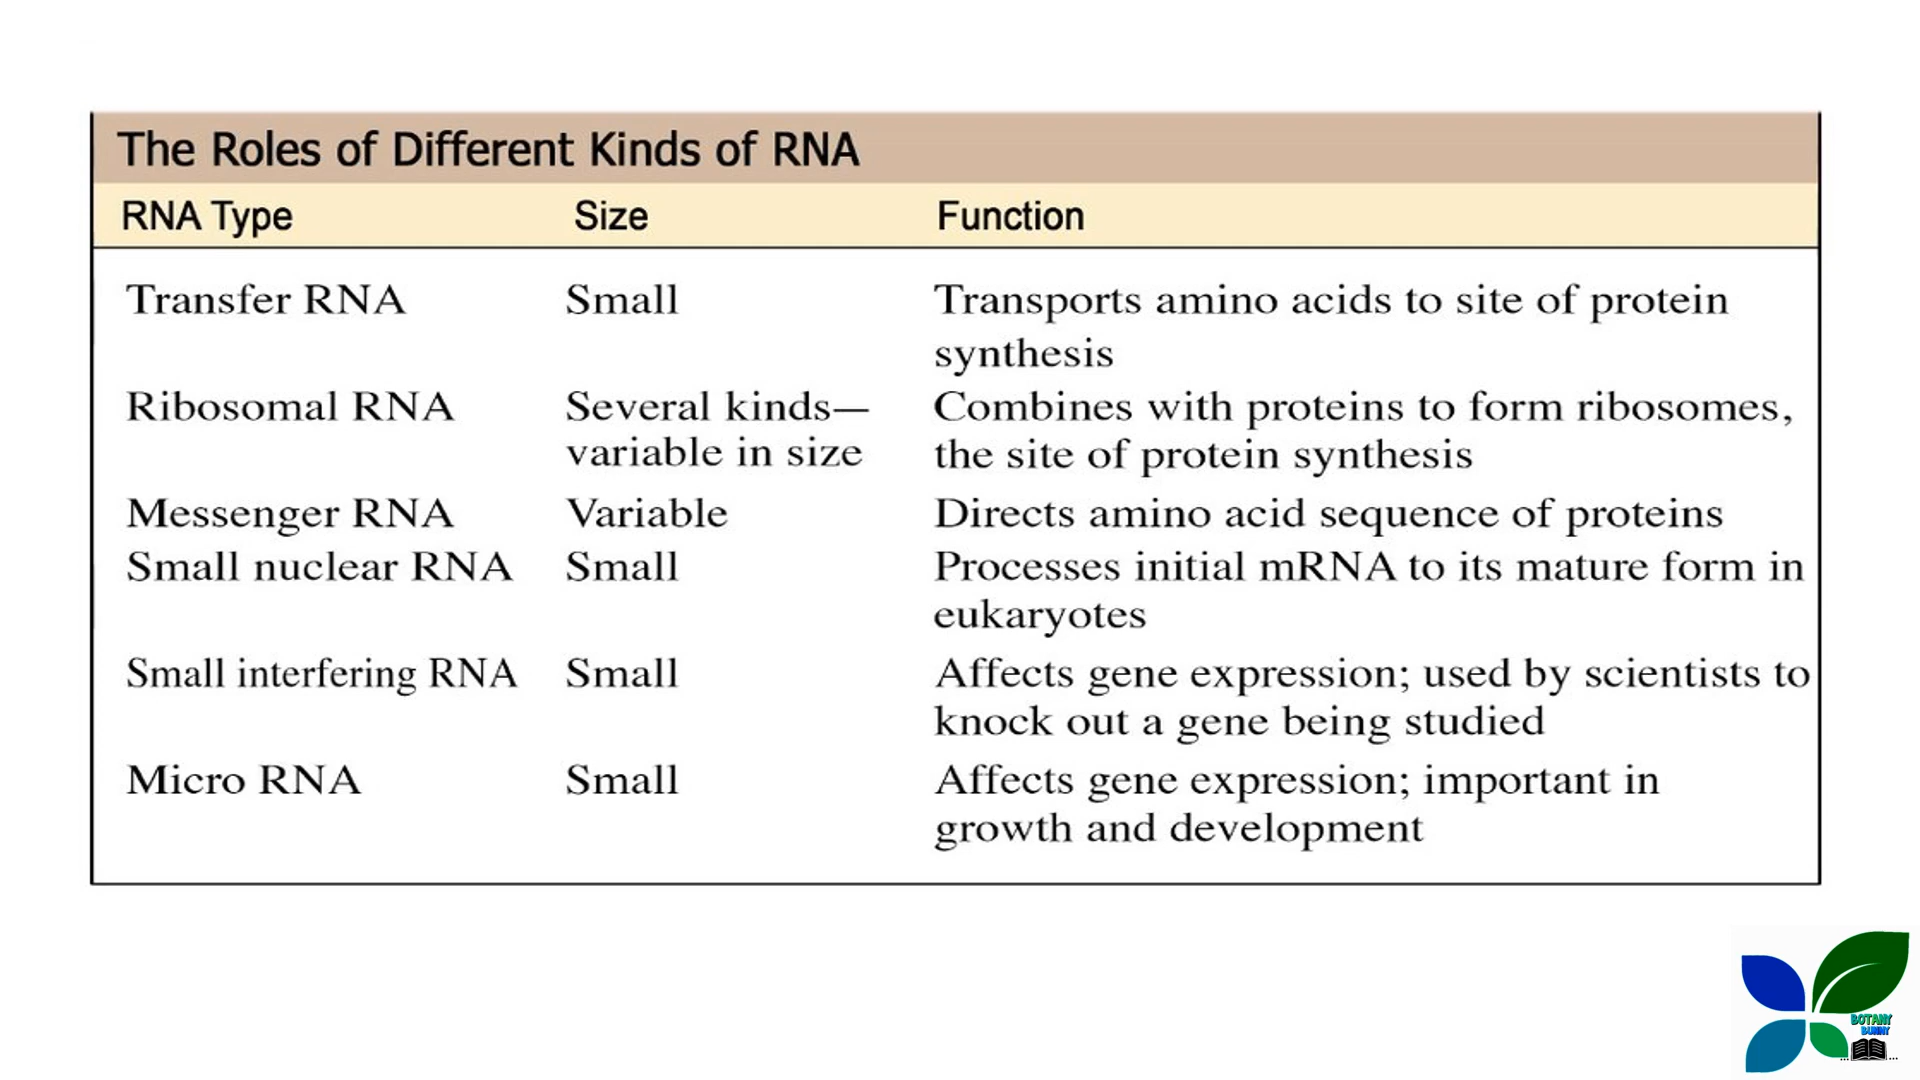 The Roles of Different Kinds of RNA
RNA Type Size Function
Transfer RNA Small Transports amino acids to site of protein
synthesis
Ribosomal RNA Several kinds— Combines with proteins to form ribosomes,
variable in size the site of protein synthesis
Messenger RNA Variable Directs amino acid sequence of proteins
Small nuclear RNA Small Processes initial mRNA to its mature form in
eukaryotes
Small interfering RNA Small Affects gene expression; used by scientists to
knock out a gene being studied
Micro RNA Small Affects gene expression; important in
growth and development
BOTANY
BUNNY